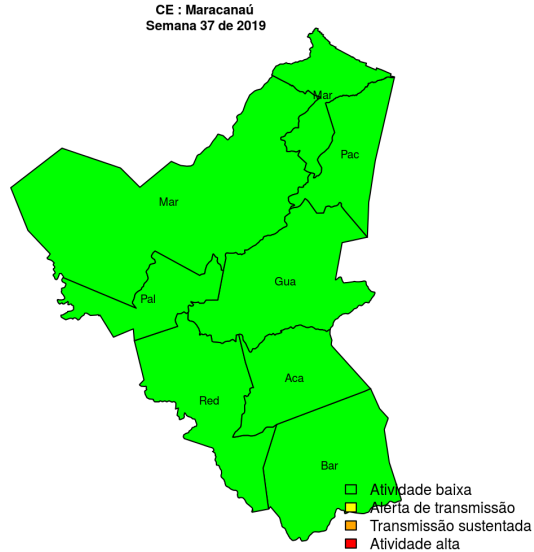 CE : Maracanaú
Semana 37 de 2019
Mar
Pac
Mar
Gua
Pal
Aca
Red
Bar
Atividade baixa
Alerta de transmissão
Transmissão sustentada
Atividade alta